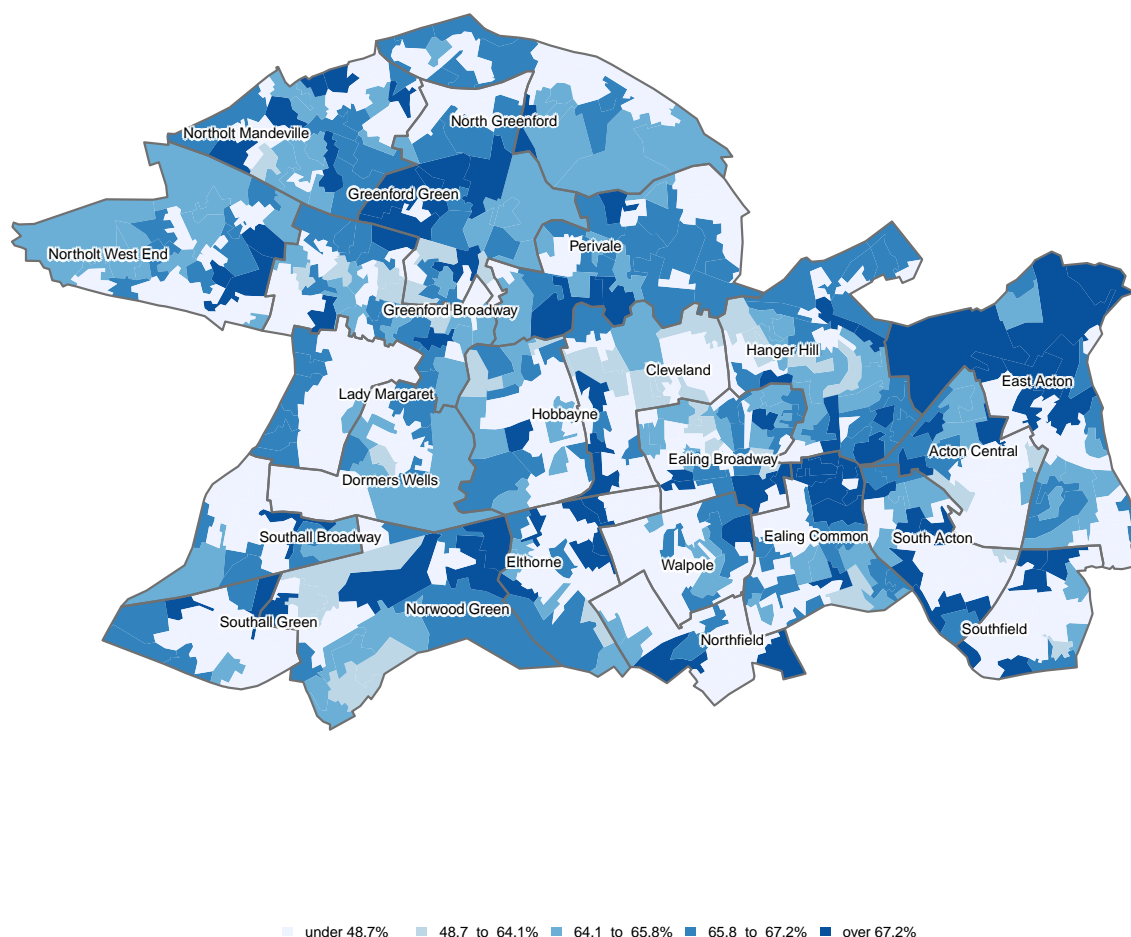 Northolt Mandeville
North Greenford
Greenford Green
Northolt West End
Perivale
Greenford Broadway
Hanger Hill
Cleveland
East Acton
Lady Margaret
Hobbayne
Ealing Broadway
Acton Central
Dormers Wells
Southall Broadway
Ealing Common
South Acton
Elthorne
Walpole
Norwood Green
Southall Green
Northfield
Southfield
under 48.7% 48.7 to 64.1% 64.1 to 65.8% 65.8 to 67.2% over 67.2%